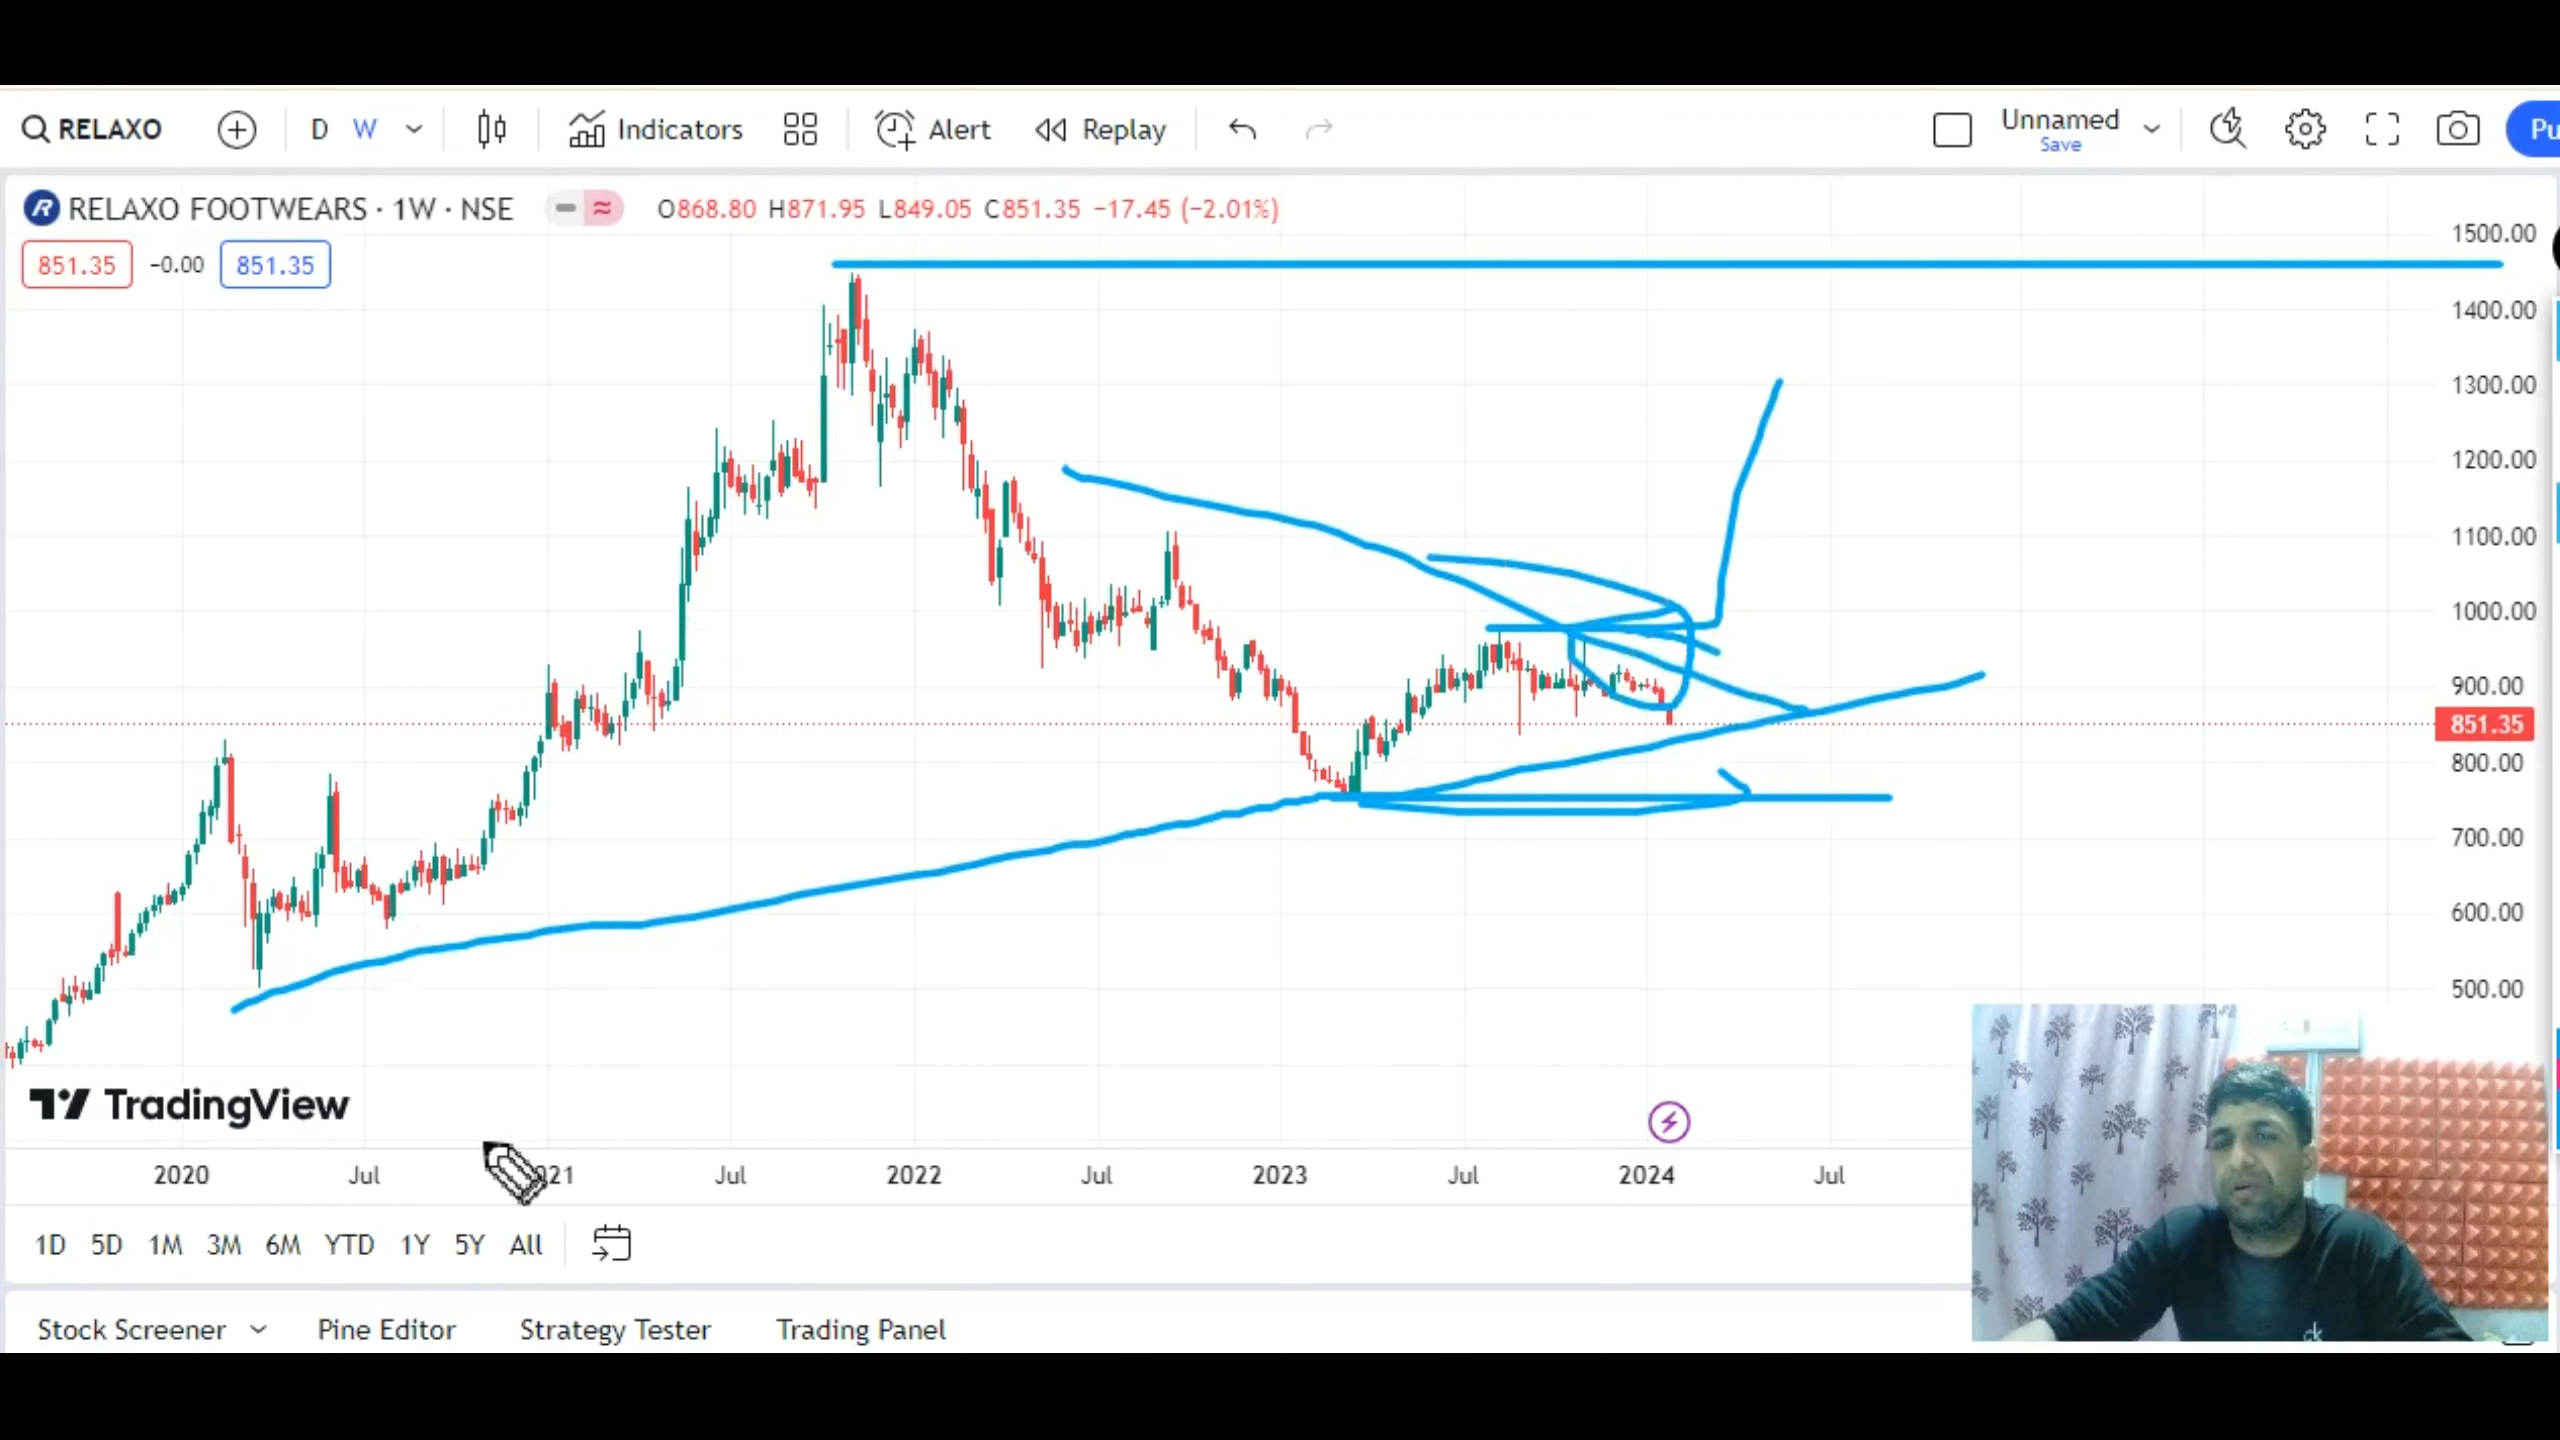 RELAXO D W Indicators Alert Replay Unnamed
Save
RELAXO FOOTWEARS · 1W · NSE O868.80 H871.95 L849.05 C851.35 −17.45 (−2.01%)
851.35 −0.00 851.35
1500.00
1400.00
1300.00
1200.00
1100.00
1000.00
900.00
851.35
800.00
700.00
600.00
500.00
TradingView
2020 Jul 21 Jul 2022 Jul 2023 Jul 2024 Jul
1D 5D 1M 3M 6M YTD 1Y 5Y All
Stock Screener Pine Editor Strategy Tester Trading Panel